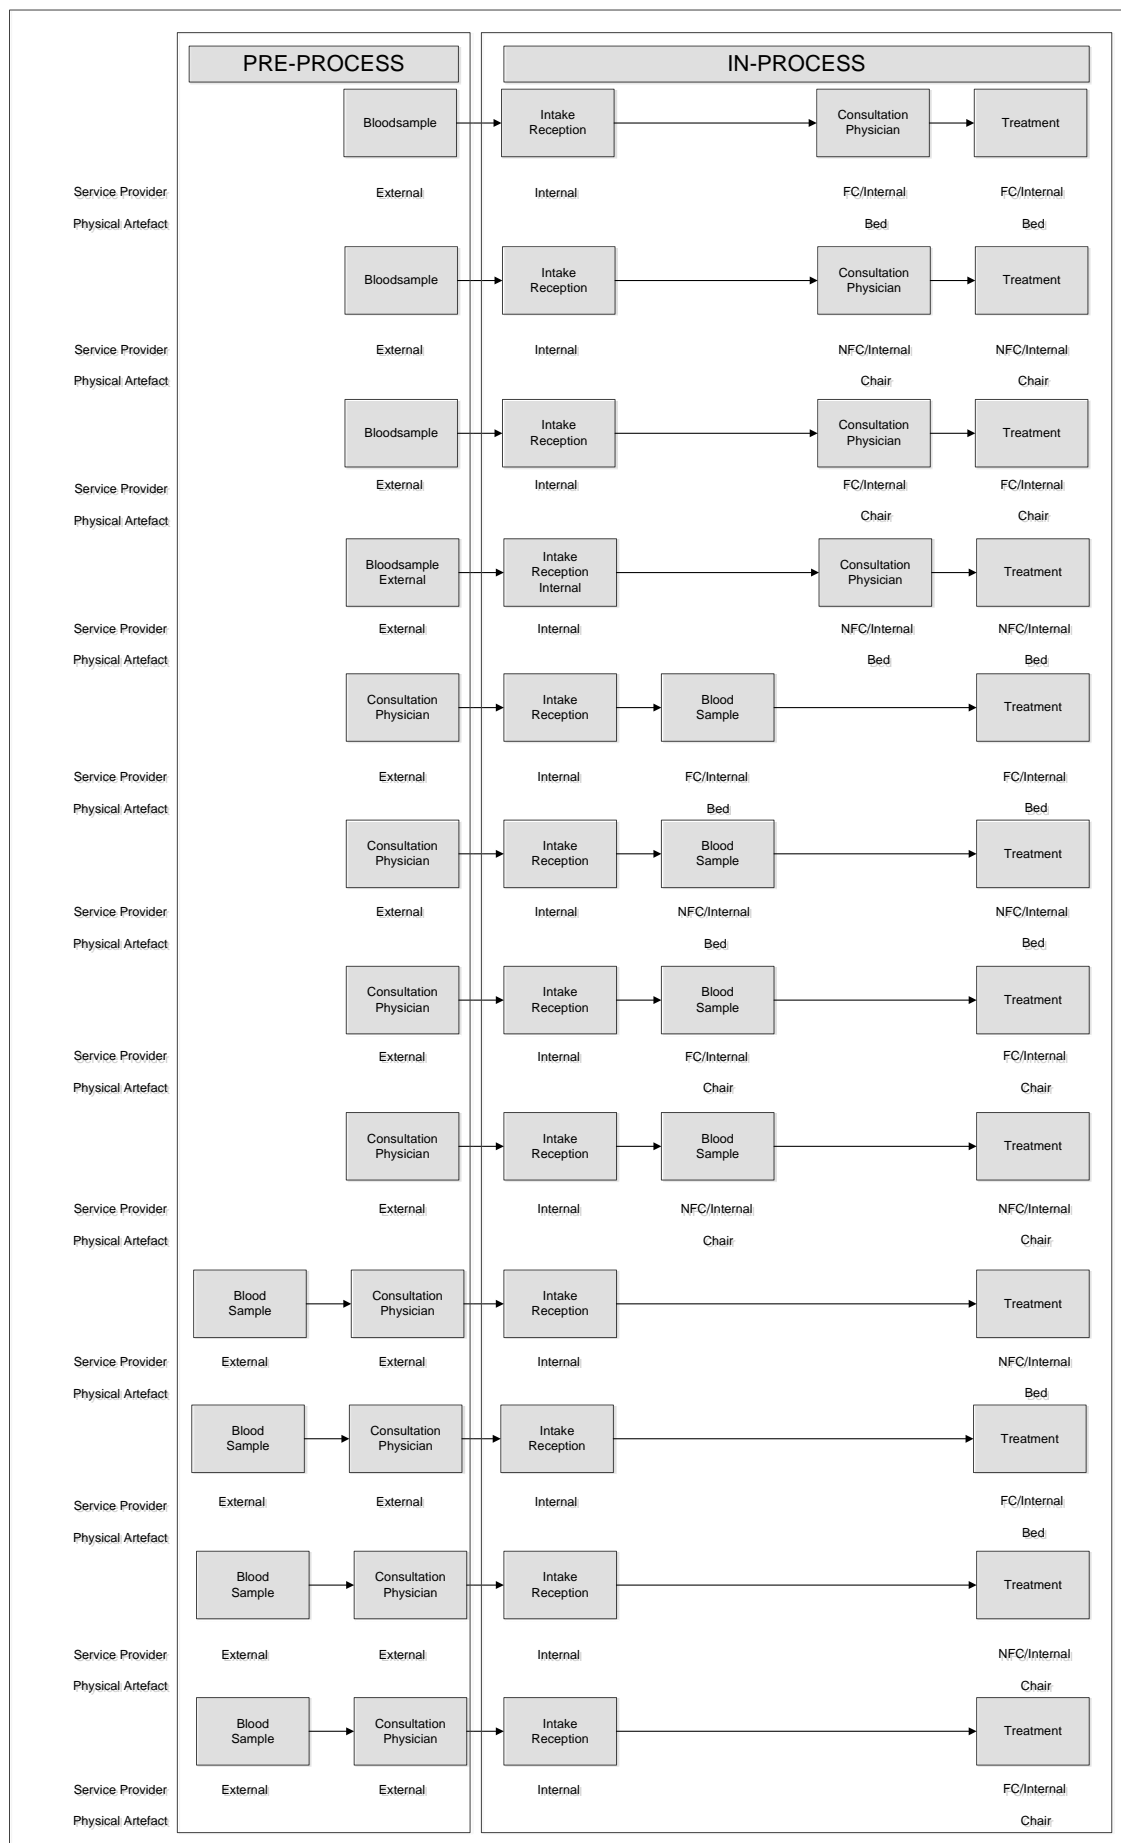 PRE-PROCESS IN-PROCESS
Bloodsample Intake Reception Consultation Physician Treatment
Service Provider External Internal FC/Internal FC/Internal
Physical Artefact Bed Bed
Bloodsample Intake Reception Consultation Physician Treatment
Service Provider External Internal NFC/Internal NFC/Internal
Physical Artefact Chair Chair
Bloodsample Intake Reception Consultation Physician Treatment
Service Provider External Internal FC/Internal FC/Internal
Physical Artefact Chair Chair
Bloodsample External Intake Reception Internal Consultation Physician Treatment
Service Provider External Internal NFC/Internal NFC/Internal
Physical Artefact Bed Bed
Consultation Physician Intake Reception Blood Sample Treatment
Service Provider External Internal FC/Internal FC/Internal
Physical Artefact Bed Bed
Consultation Physician Intake Reception Blood Sample Treatment
Service Provider External Internal NFC/Internal NFC/Internal
Physical Artefact Bed Bed
Consultation Physician Intake Reception Blood Sample Treatment
Service Provider External Internal FC/Internal FC/Internal
Physical Artefact Chair Chair
Consultation Physician Intake Reception Blood Sample Treatment
Service Provider External Internal NFC/Internal NFC/Internal
Physical Artefact Chair Chair
Blood Sample Consultation Physician Intake Reception Treatment
Service Provider External External Internal NFC/Internal
Physical Artefact Bed
Blood Sample Consultation Physician Intake Reception Treatment
Service Provider External External Internal FC/Internal
Physical Artefact Bed
Blood Sample Consultation Physician Intake Reception Treatment
Service Provider External External Internal NFC/Internal
Physical Artefact Chair
Blood Sample Consultation Physician Intake Reception Treatment
Service Provider External External Internal FC/Internal
Physical Artefact Chair